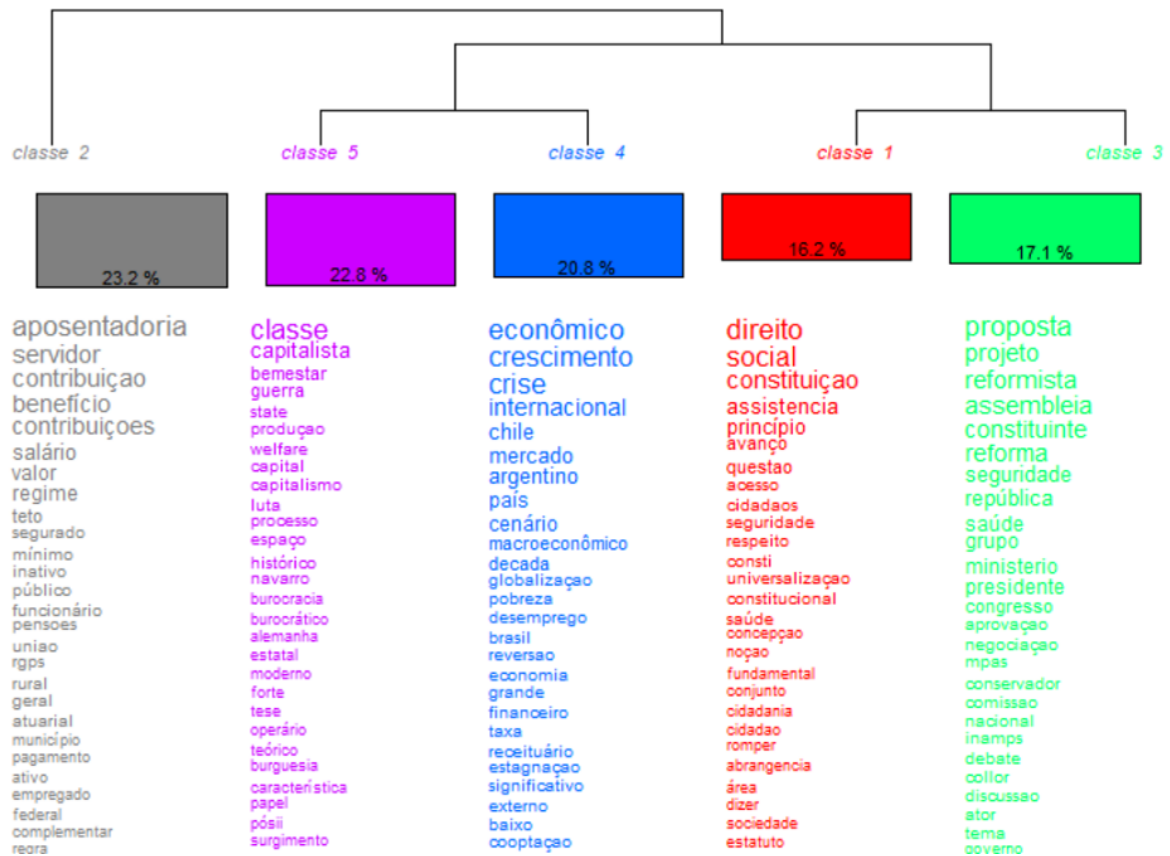 classe 2
classe 5
classe 4
classe 1
classe 3
23.2 %
22.8 %
20.8 %
16.2 %
17.1 %
aposentadoria
servidor
contribuiçao
benefício
contribuiçoes
salário
valor
regime
teto
segurado
mínimo
inativo
público
funcionário
pensoes
uniao
rgps
rural
geral
atuarial
município
pagamento
ativo
empregado
federal
complementar
regra
classe
capitalista
bemestar
guerra
state
produçao
welfare
capital
capitalismo
luta
processo
espaço
histórico
navarro
burocracia
burocrático
alemanha
estatal
moderno
forte
tese
operário
teórico
burguesia
característica
papel
pósii
surgimento
econômico
crescimento
crise
internacional
chile
mercado
argentino
país
cenário
macroeconômico
decada
globalizaçao
pobreza
desemprego
brasil
reversao
economia
grande
financeiro
taxa
receituário
estagnaçao
significativo
externo
baixo
cooptaçao
direito
social
constituiçao
assistencia
princípio
avanço
questao
acesso
cidadaos
seguridade
respeito
consti
universalizaçao
constitucional
saúde
concepçao
noçao
fundamental
conjunto
cidadania
cidadao
romper
abrangencia
área
dizer
sociedade
estatuto
proposta
projeto
reformista
assembleia
constituinte
reforma
seguridade
república
saúde
grupo
ministerio
presidente
congresso
aprovaçao
negociaçao
mpas
conservador
comissao
nacional
inamps
debate
collor
discussao
ator
tema
governo